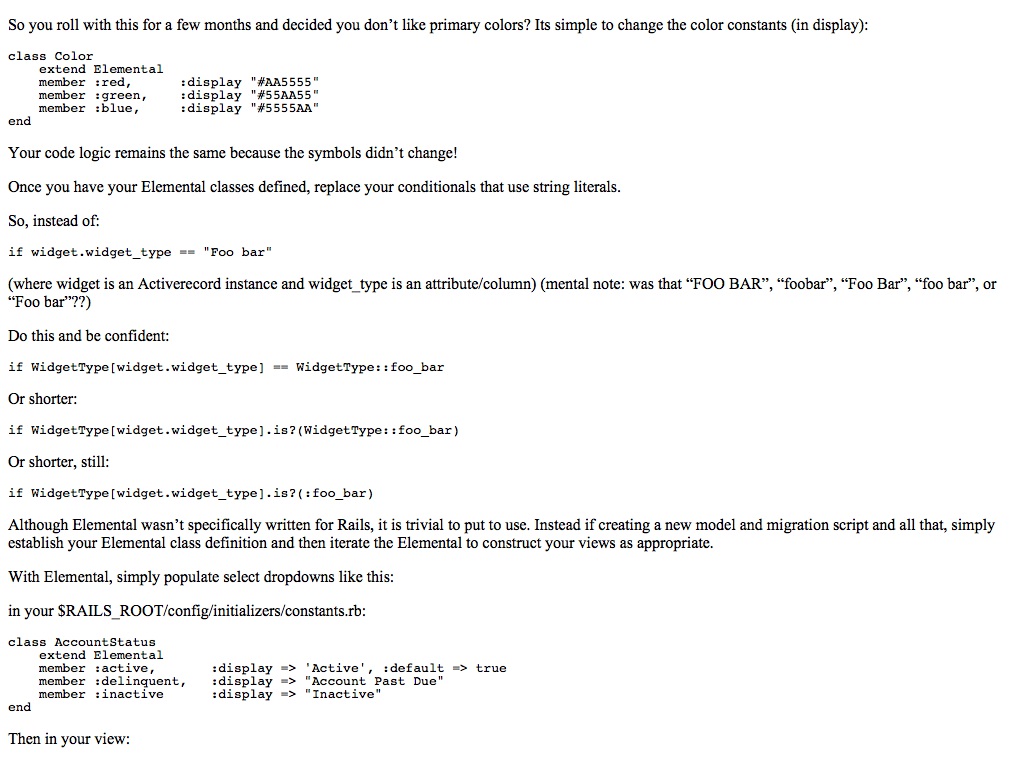 So you roll with this for a few months and decided you don’t like primary colors? Its simple to change the color constants (in display):
class Color
    extend Elemental
    member :red,      :display "#AA5555"
    member :green,    :display "#55AA55"
    member :blue,     :display "#5555AA"
end
Your code logic remains the same because the symbols didn’t change!
Once you have your Elemental classes defined, replace your conditionals that use string literals.
So, instead of:
if widget.widget_type == "Foo bar"
(where widget is an Activerecord instance and widget_type is an attribute/column) (mental note: was that “FOO BAR”, “foobar”, “Foo Bar”, “foo bar”, or
“Foo bar”??)
Do this and be confident:
if WidgetType[widget.widget_type] == WidgetType::foo_bar
Or shorter:
if WidgetType[widget.widget_type].is?(WidgetType::foo_bar)
Or shorter, still:
if WidgetType[widget.widget_type].is?(:foo_bar)
Although Elemental wasn’t specifically written for Rails, it is trivial to put to use. Instead if creating a new model and migration script and all that, simply
establish your Elemental class definition and then iterate the Elemental to construct your views as appropriate.
With Elemental, simply populate select dropdowns like this:
in your $RAILS_ROOT/config/initializers/constants.rb:
class AccountStatus
    extend Elemental
    member :active,       :display => 'Active', :default => true
    member :delinquent,   :display => "Account Past Due"
    member :inactive      :display => "Inactive"
end
Then in your view: